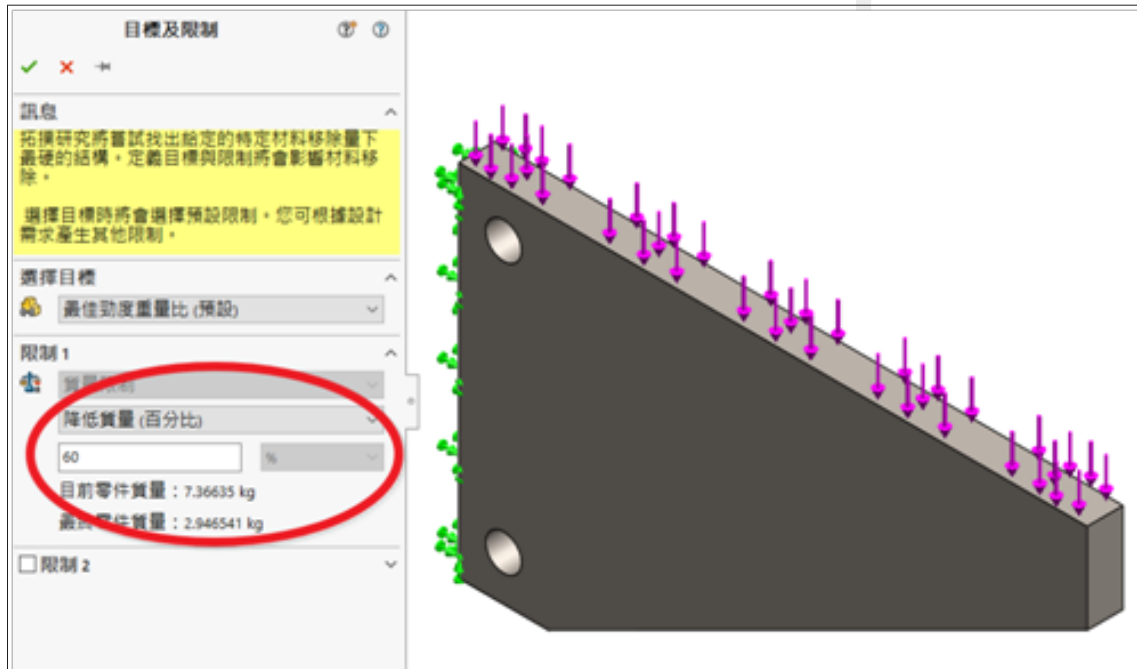 目標及限制
訊息
拓撲研究將嘗試找出給定的特定材料移除量下
最硬的結構。定義目標與限制將會影響材料移
除。
選擇目標時將會選擇預設限制。您可根據設計
需求產生其他限制。
選擇目標
最佳勁度重量比 (預設)
限制 1
質量限制
降低質量 (百分比)
60 %
目前零件質量：7.36635 kg
最終零件質量：2.946541 kg
限制 2